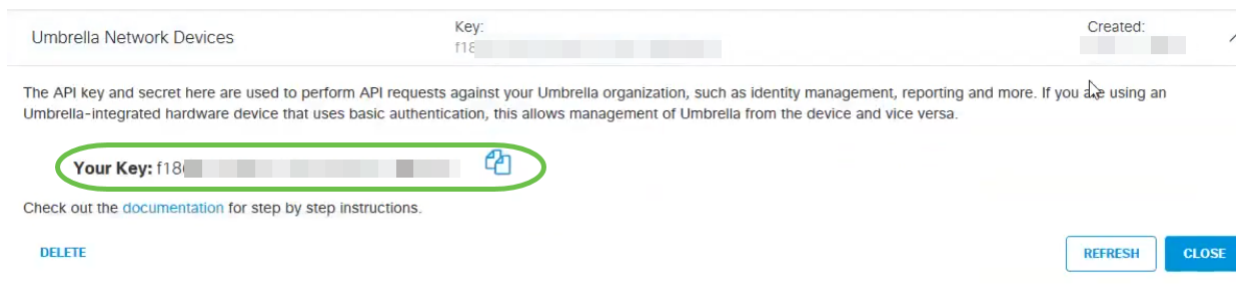 Umbrella Network Devices
Key:
Created:
The API key and secret here are used to perform API requests against your Umbrella organization, such as identity management, reporting and more. If you are using an
Umbrella-integrated hardware device that uses basic authentication, this allows management of Umbrella from the device and vice versa.
Your Key:
Check out the documentation for step by step instructions.
DELETE
REFRESH
CLOSE